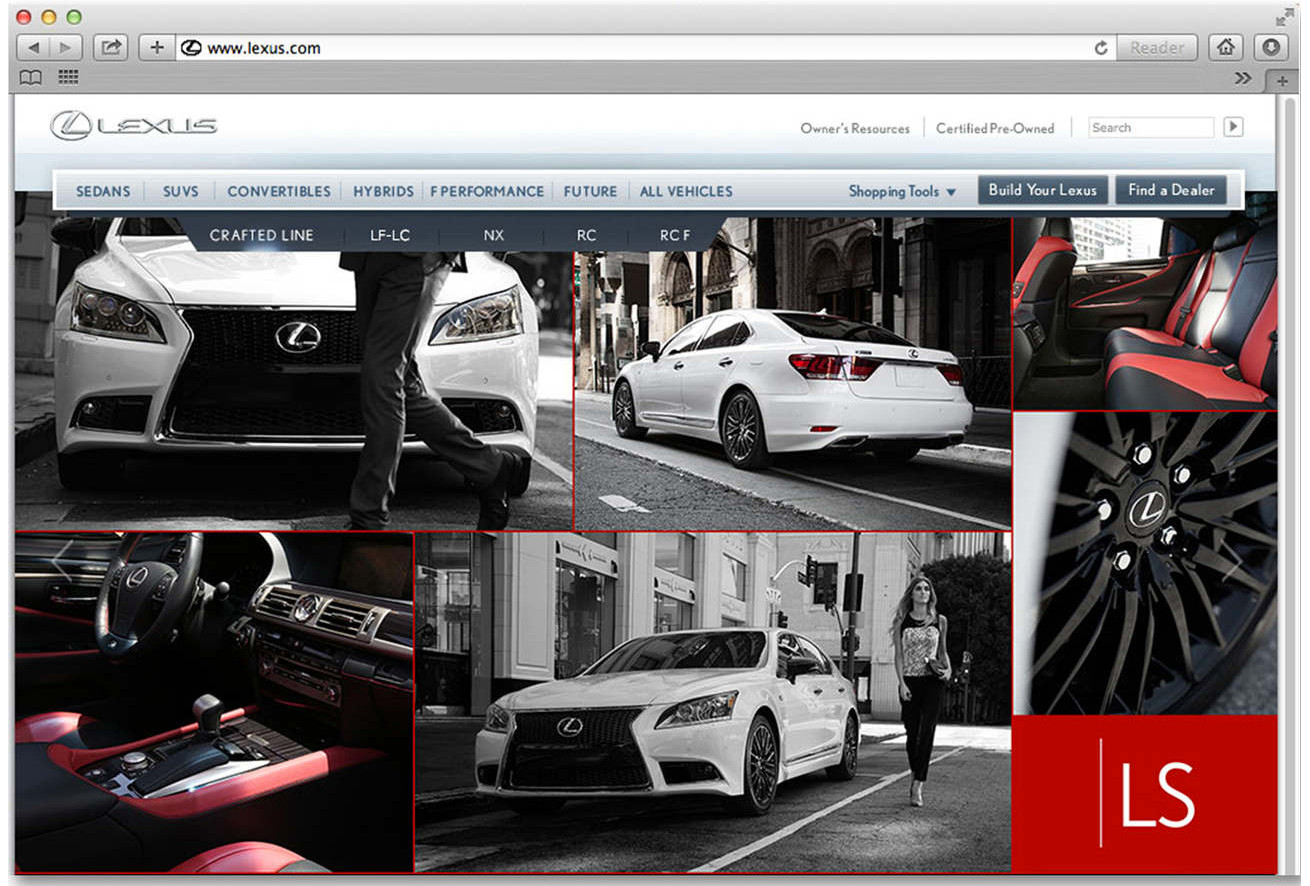 www.lexus.com
Reader
LEXUS
Owner's Resources
Certified Pre-Owned
Search
SEDANS
SUVS
CONVERTIBLES
HYBRIDS
F PERFORMANCE
FUTURE
ALL VEHICLES
Shopping Tools
Build Your Lexus
Find a Dealer
CRAFTED LINE
LF-LC
NX
RC
RC F
LS